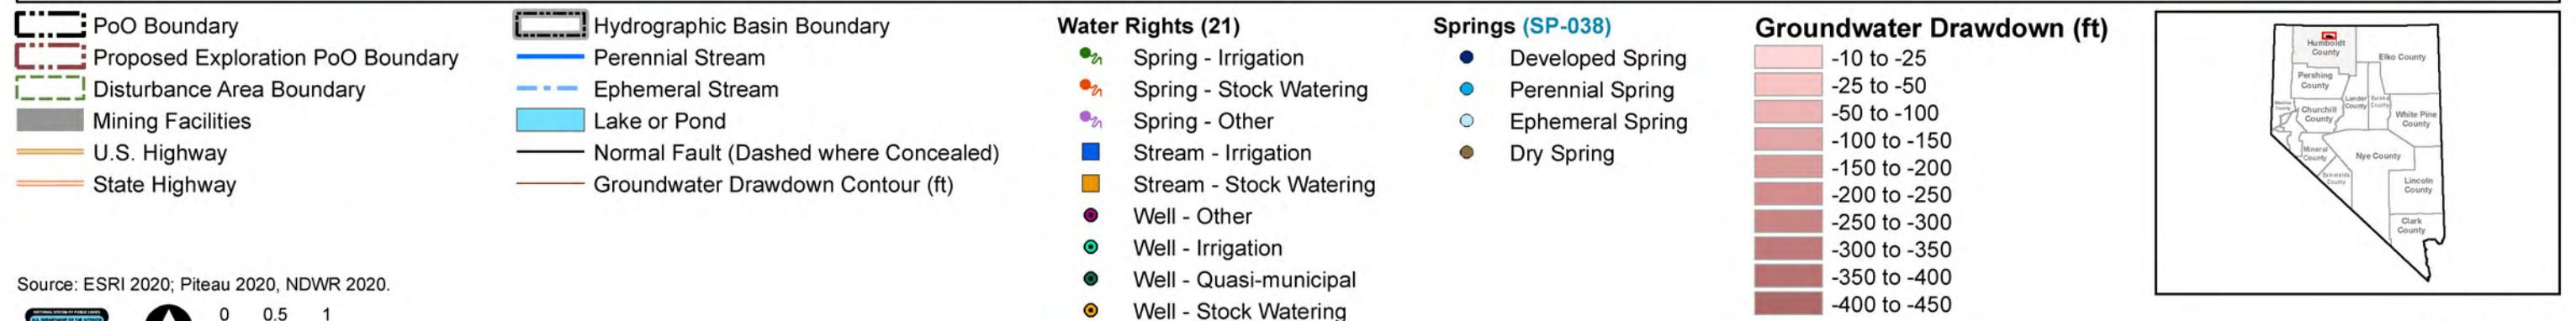 PoO Boundary
Proposed Exploration PoO Boundary
Disturbance Area Boundary
Mining Facilities
U.S. Highway
State Highway
Hydrographic Basin Boundary
Perennial Stream
Ephemeral Stream
Lake or Pond
Normal Fault (Dashed where Concealed)
Groundwater Drawdown Contour (ft)
Water Rights (21)
Spring - Irrigation
Spring - Stock Watering
Spring - Other
Stream - Irrigation
Stream - Stock Watering
Well - Other
Well - Irrigation
Well - Quasi-municipal
Well - Stock Watering
Springs (SP-038)
Developed Spring
Perennial Spring
Ephemeral Spring
Dry Spring
Groundwater Drawdown (ft)
-10 to -25
-25 to -50
-50 to -100
-100 to -150
-150 to -200
-200 to -250
-250 to -300
-300 to -350
-350 to -400
-400 to -450
Humboldt
County
Elko County
Pershing
County
Lander
County
Eureka
County
Churchill
County
White Pine
County
Mineral
County
Nye County
Esmeralda
County
Lincoln
County
Clark
County
Source: ESRI 2020; Piteau 2020, NDWR 2020.
0 0.5 1